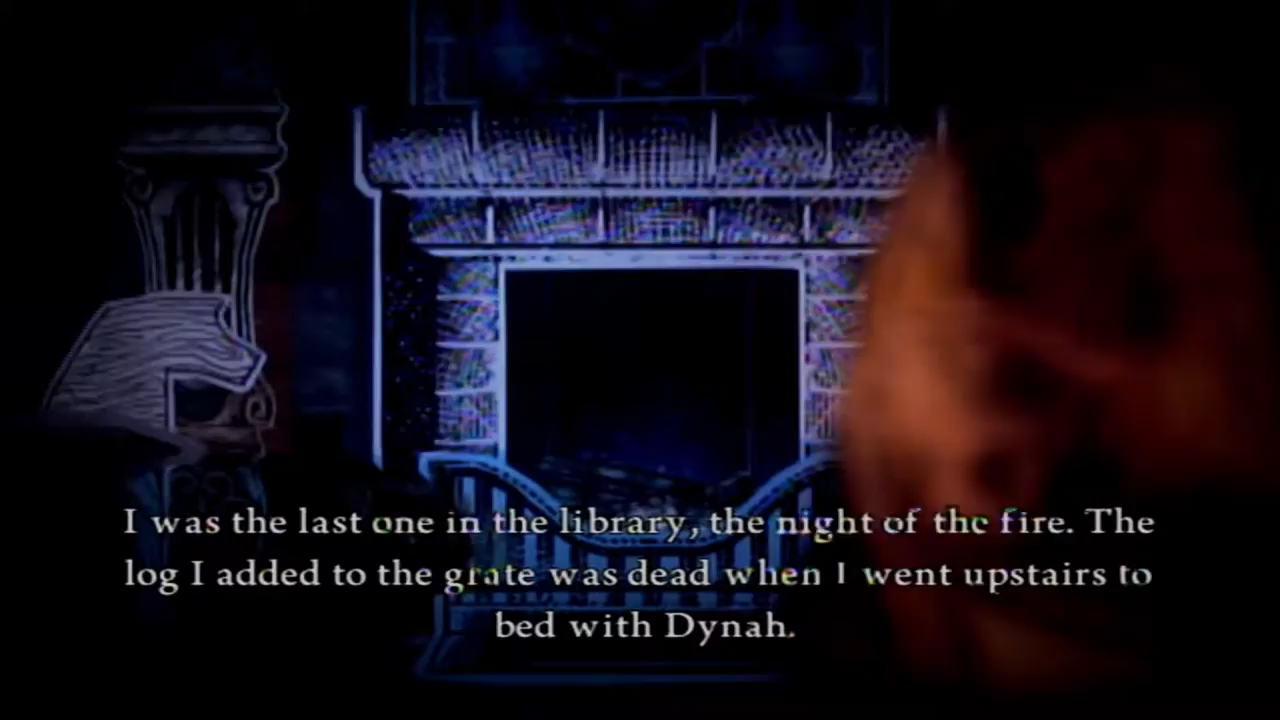 I was the last one in the library, the night of the fire. The
log I added to the grate was dead when I went upstairs to
bed with Dynah.